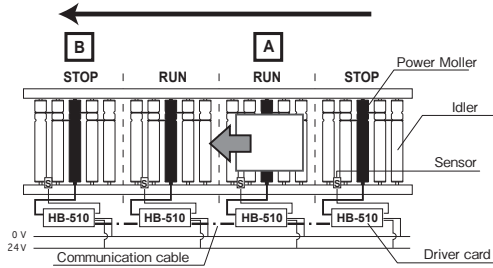 B
A
STOP
RUN
RUN
STOP
Power Moller
Idler
Sensor
S
S
S
S
HB-510
HB-510
HB-510
HB-510
0 V
24 V
Communication cable
Driver card